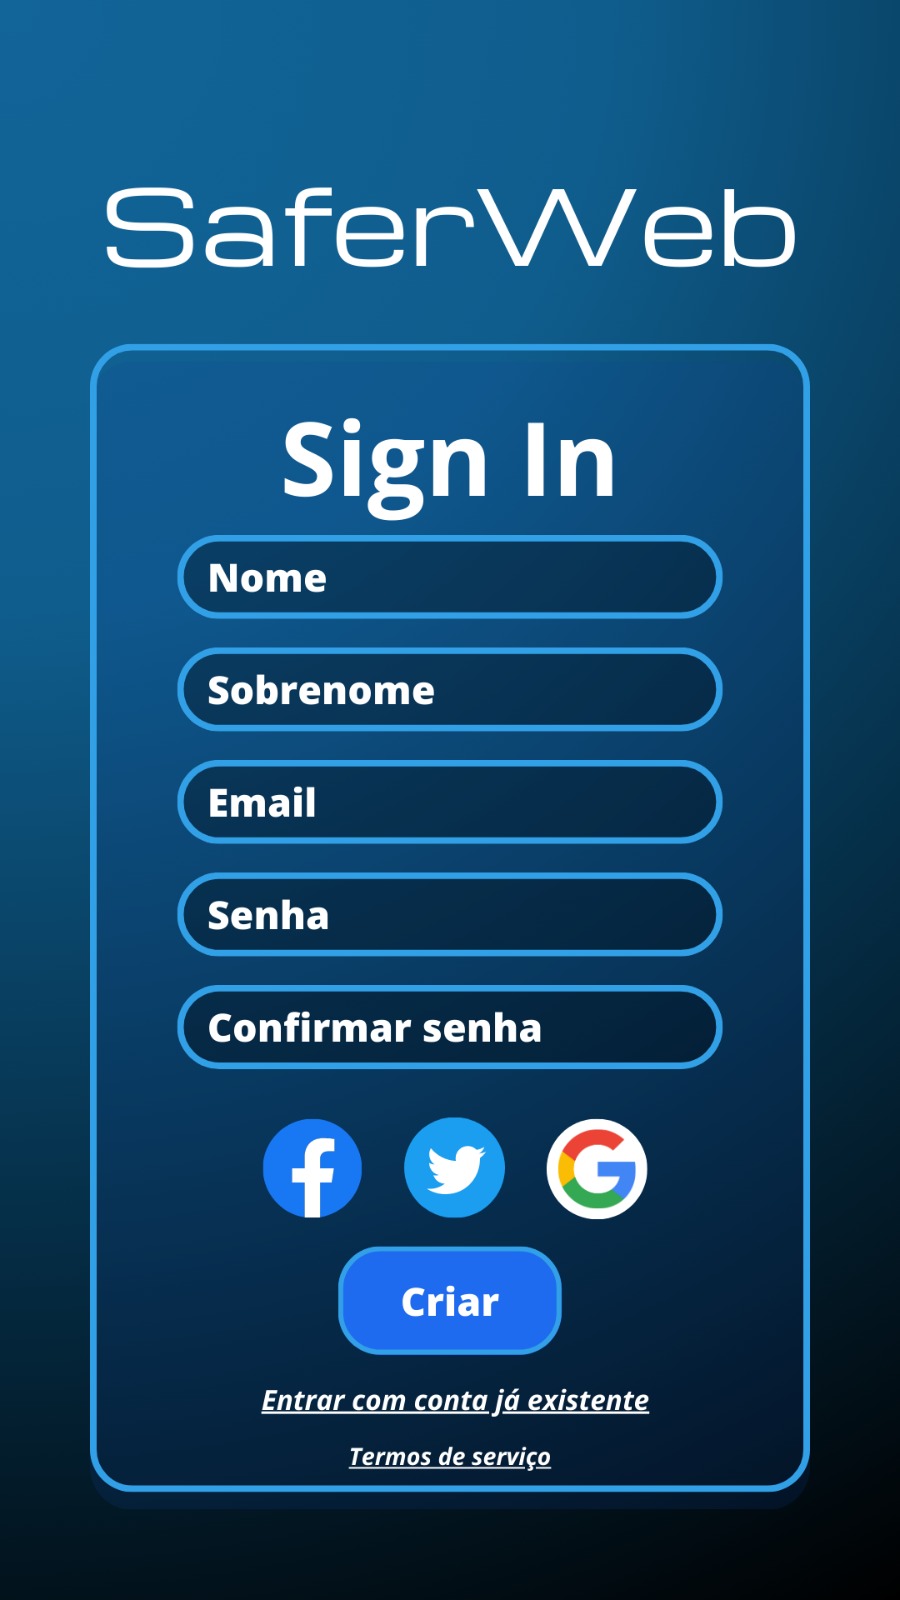 SaferWeb
Sign In
Nome
Sobrenome
Email
Senha
Confirmar senha
Criar
Entrar com conta já existente
Termos de serviço